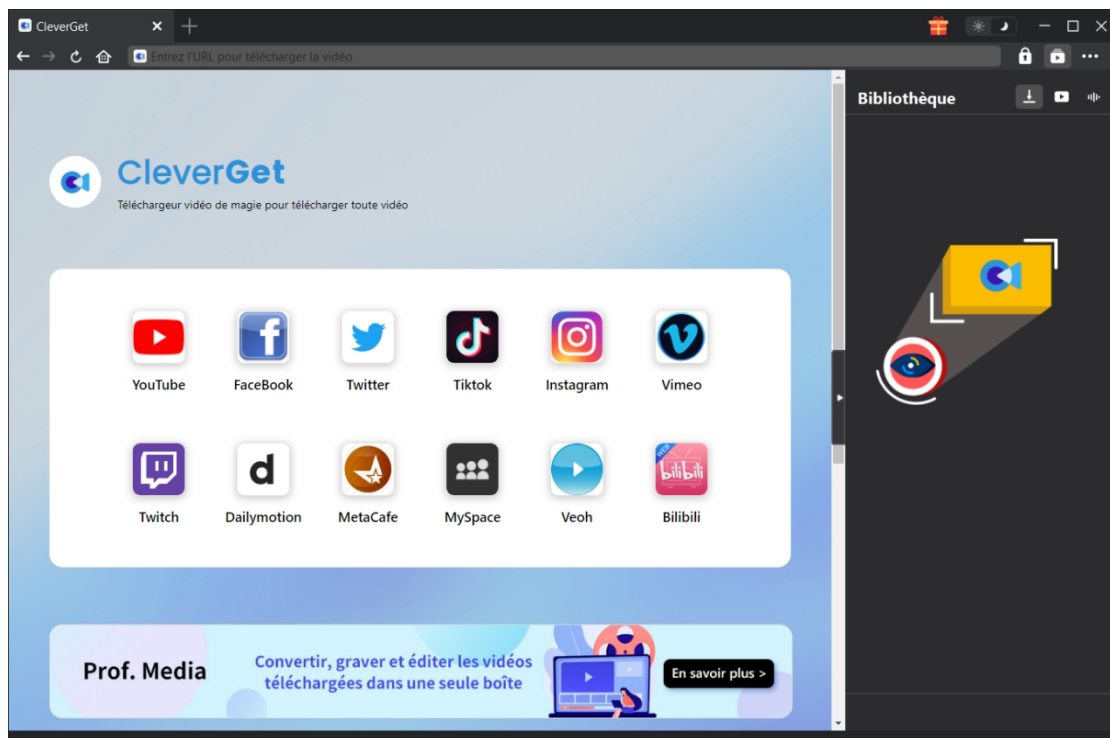 CleverGet
Entrez l'URL pour télécharger la vidéo
Bibliothèque
CleverGet
Téléchargeur vidéo de magie pour télécharger toute vidéo
YouTube FaceBook Twitter Tiktok Instagram Vimeo
WEB
bilibili
Twitch Dailymotion MetaCafe MySpace Veoh Bilibili
Prof. Media
Convertir, graver et éditer les vidéos
téléchargées dans une seule boîte
En savoir plus >